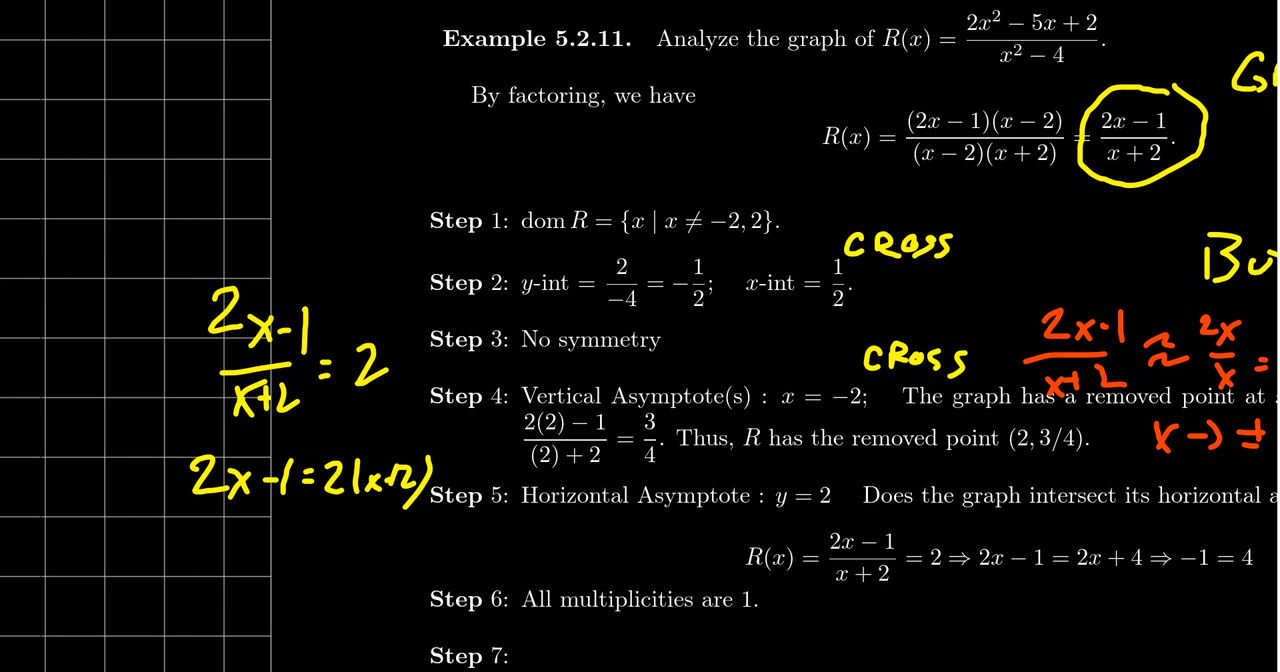 Example 5.2.11. Analyze the graph of R(x) = (2x² − 5x + 2)/(x² − 4).
By factoring, we have
R(x) = ((2x − 1)(x − 2))/((x − 2)(x + 2)) = (2x − 1)/(x + 2).
Step 1: dom R = {x | x ≠ −2, 2}.
CROSS
Step 2: y-int = 2/−4 = −1/2; x-int = 1/2.
Step 3: No symmetry
CROSS
(2x-1)/(x+2) ≈ 2x/x =
Step 4: Vertical Asymptote(s) : x = −2; The graph has a removed point at
(2(2) − 1)/((2) + 2) = 3/4. Thus, R has the removed point (2, 3/4).
x → ±
Step 5: Horizontal Asymptote : y = 2 Does the graph intersect its horizontal
R(x) = (2x − 1)/(x + 2) = 2 ⇒ 2x − 1 = 2x + 4 ⇒ −1 = 4
Step 6: All multiplicities are 1.
Step 7:
(2x-1)/(x+2) = 2
2x-1=2(x+2)